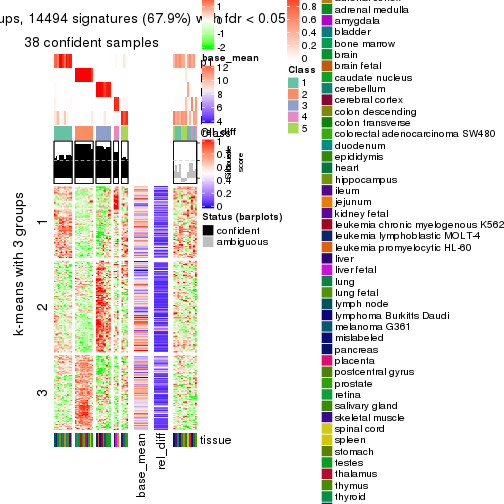 ups, 14494 signatures (67.9%) with fdr < 0.05
38 confident samples
1
-1
-2
base_mean
12
10
8
6
4
rel_diff
1
0.8
0.6
0.4
0.2
0
Silhouette
score
Status (barplots)
confident
ambiguous
0.8
0.6
0.4
0.2
0
Class
1
2
3
4
5
k-means with 3 groups
1
2
3
base_mean
rel_diff
tissue
adrenal medulla
amygdala
bladder
bone marrow
brain
brain fetal
caudate nucleus
cerebellum
cerebral cortex
colon descending
colon transverse
colorectal adenocarcinoma SW480
duodenum
epididymis
heart
hippocampus
ileum
jejunum
kidney fetal
leukemia chronic myelogenous K562
leukemia lymphoblastic MOLT-4
leukemia promyelocytic HL-60
liver
liver fetal
lung
lung fetal
lymph node
lymphoma Burkitts Daudi
melanoma G361
mislabeled
pancreas
placenta
postcentral gyrus
prostate
retina
salivary gland
skeletal muscle
spinal cord
spleen
stomach
testes
thalamus
thymus
thyroid